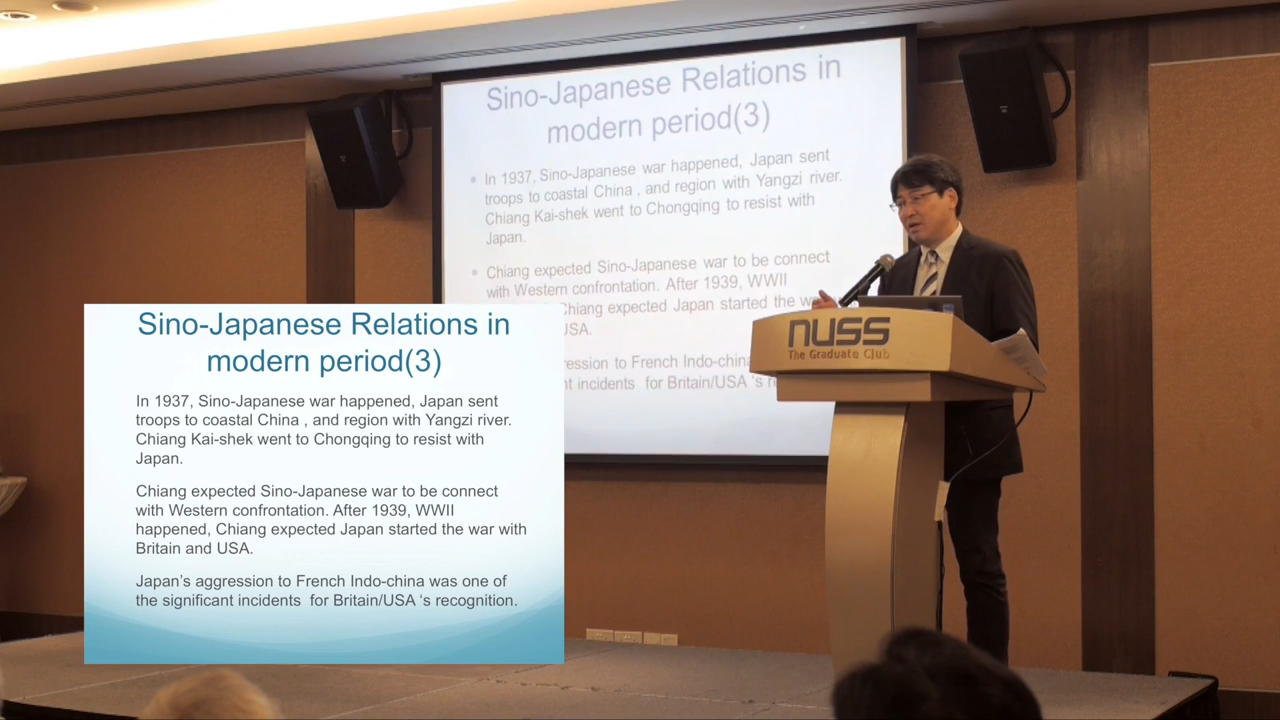 Sino-Japanese Relations in
modern period(3)
In 1937, Sino-Japanese war happened, Japan sent
troops to coastal China , and region with Yangzi river.
Chiang Kai-shek went to Chongqing to resist with
Japan.
Chiang expected Sino-Japanese war to be connect
with Western confrontation. After 1939, WWII
Chiang expected Japan started the w
USA.
ression to French Indo-china
nt incidents for Britain/USA 's r
nuss
The Graduate Club
Sino-Japanese Relations in
modern period(3)
In 1937, Sino-Japanese war happened, Japan sent
troops to coastal China , and region with Yangzi river.
Chiang Kai-shek went to Chongqing to resist with
Japan.
Chiang expected Sino-Japanese war to be connect
with Western confrontation. After 1939, WWII
happened, Chiang expected Japan started the war with
Britain and USA.
Japan's aggression to French Indo-china was one of
the significant incidents  for Britain/USA ‘s recognition.